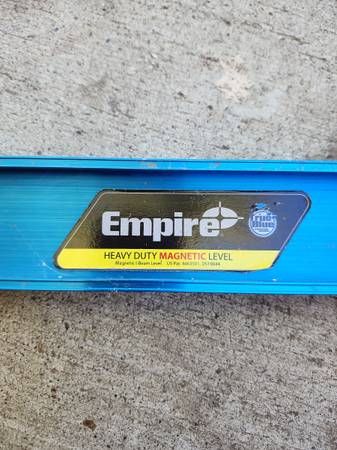 Empire
True
Blue
HEAVY DUTY MAGNETIC LEVEL
Magnetic I-Beam Level